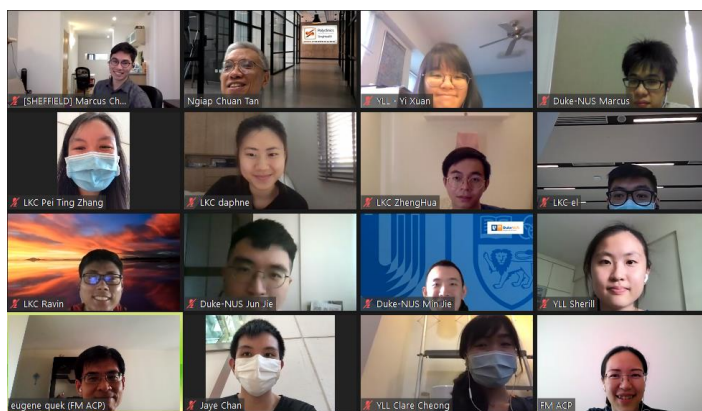 [SHEFFIELD] Marcus Ch...
Ngiap Chuan Tan
YLL - Yi Xuan
Duke-NUS Marcus
LKC Pei Ting Zhang
LKC daphne
LKC ZhengHua
LKC-el
LKC Ravin
Duke-NUS Jun Jie
Duke-NUS Min Jie
YLL Sherill
eugene quek (FM ACP)
Jaye Chan
YLL Clare Cheong
FM ACP